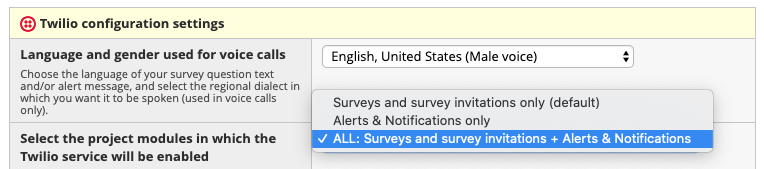 Twilio configuration settings
Language and gender used for voice calls
Choose the language of your survey question text
and/or alert message, and select the regional dialect in
which you want it to be spoken (used in voice calls
only).
English, United States (Male voice)
Select the project modules in which the
Twilio service will be enabled
Surveys and survey invitations only (default)
Alerts & Notifications only
✓ ALL: Surveys and survey invitations + Alerts & Notifications